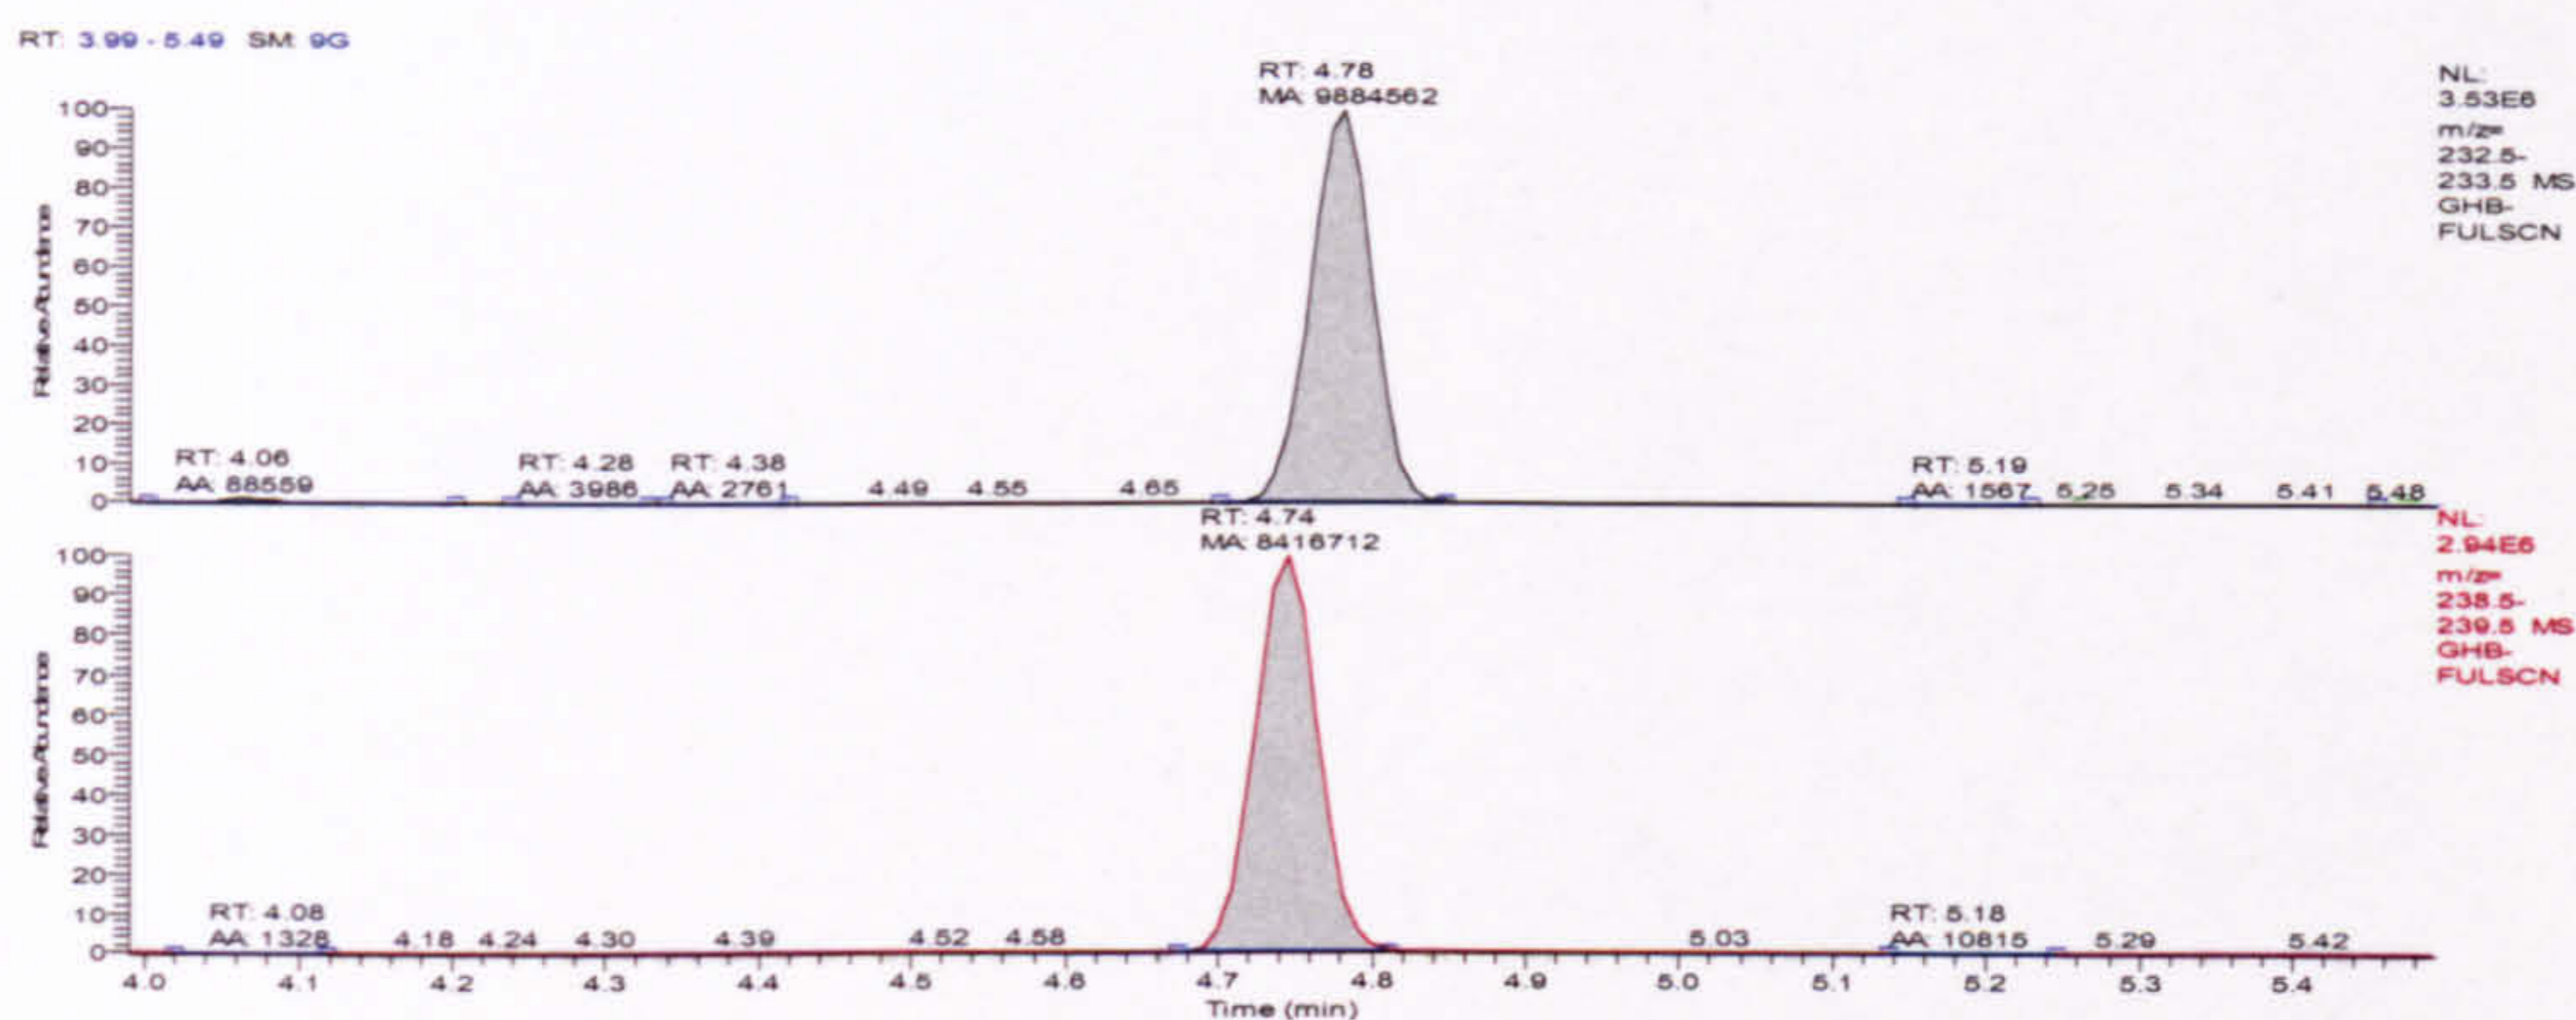 RT: 3.99 - 5.49 SM: 9G
RT: 4.78
MA: 9884562
NL:
3.53E6
m/z=
232.5-
233.5 MS
GHB-
FULSCN
100
90
80
70
60
50
40
30
20
10
0
Relative Abundance
RT: 4.06
AA: 88559
RT: 4.28
AA: 3986
RT: 4.38
AA: 2761
4.49
4.55
4.65
RT: 5.19
AA: 1567
5.25
5.34
5.41
5.48
RT: 4.74
MA: 8416712
NL:
2.94E6
m/z=
238.5-
239.5 MS
GHB-
FULSCN
100
90
80
70
60
50
40
30
20
10
0
Relative Abundance
RT: 4.08
AA: 1328
4.18
4.24
4.30
4.39
4.52
4.58
5.03
RT: 5.18
AA: 10815
5.29
5.42
4.0 4.1 4.2 4.3 4.4 4.5 4.6 4.7 4.8 4.9 5.0 5.1 5.2 5.3 5.4
Time (min)